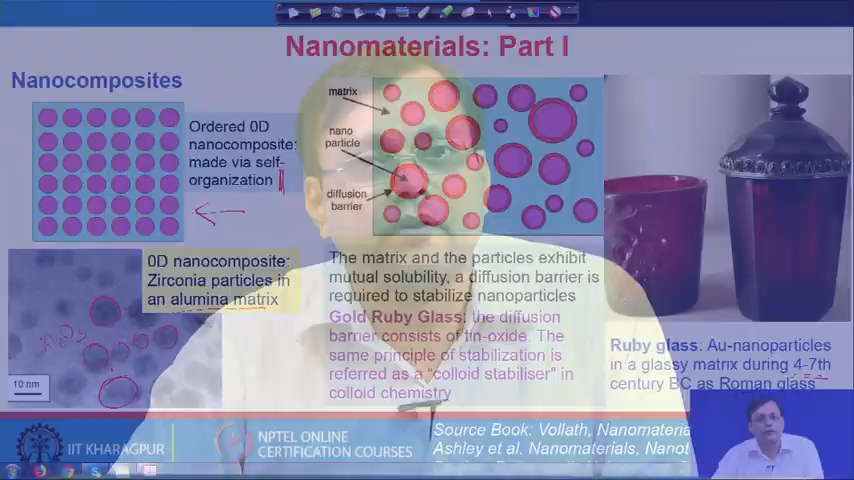 Nanomaterials: Part I
Nanocomposites
Ordered 0D
nanocomposite:
made via self-
organization
matrix
nano
particle
diffusion
barrier
0D nanocomposite:
Zirconia particles in
an alumina matrix
10 nm
The matrix and the particles exhibit
mutual solubility, a diffusion barrier is
required to stabilize nanoparticles
Gold Ruby Glass: the diffusion
barrier consists of tin-oxide. The
same principle of stabilization is
referred as a "colloid stabiliser" in
colloid chemistry
Ruby glass: Au-nanoparticles
in a glassy matrix during 4-7th
century BC as Roman glass
IIT KHARAGPUR
NPTEL ONLINE
CERTIFICATION COURSES
Source Book: Vollath, Nanomateria
Ashley et al. Nanomaterials, Nanot